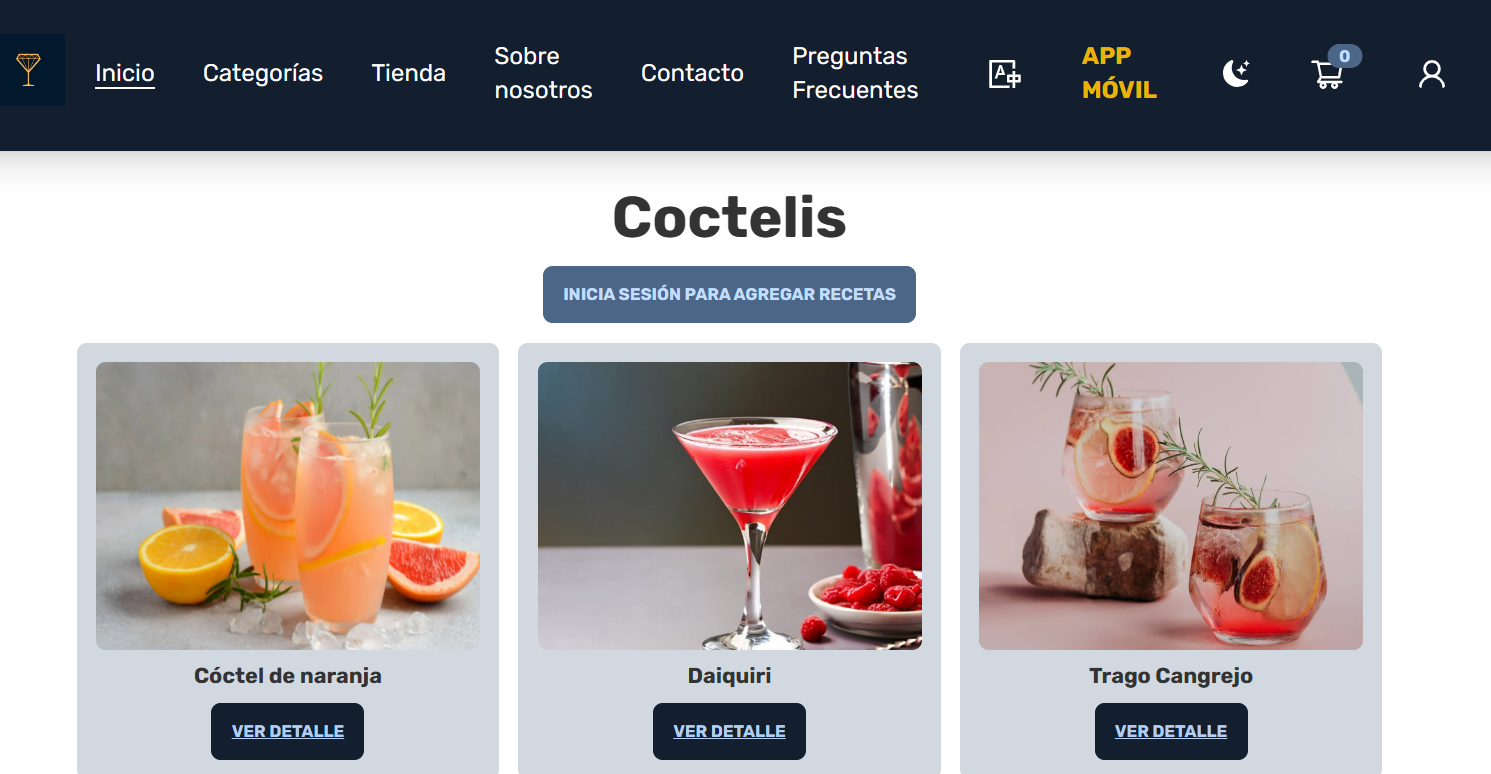 Inicio
Categorías
Tienda
Sobre
nosotros
Contacto
Preguntas
Frecuentes
A
APP
MÓVIL
0
Coctelis
INICIA SESIÓN PARA AGREGAR RECETAS
Cóctel de naranja
Daiquiri
Trago Cangrejo
VER DETALLE
VER DETALLE
VER DETALLE